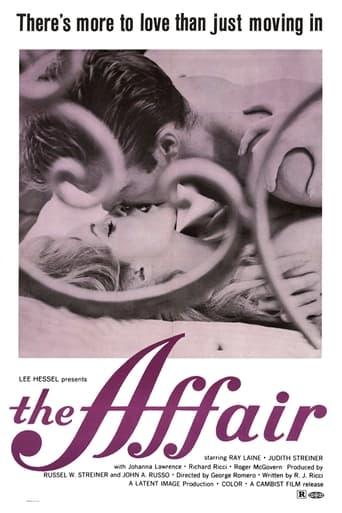 There's more to love than just moving in
LEE HESSEL presents
the Affair
starring RAY LAINE • JUDITH STREINER
with Johanna Lawrence • Richard Ricci • Roger McGovern Produced by
RUSSEL W. STREINER and JOHN A. RUSSO • Directed by George Romero • Written by R. J. Ricci
A LATENT IMAGE Production • COLOR • A CAMBIST FILM release
R